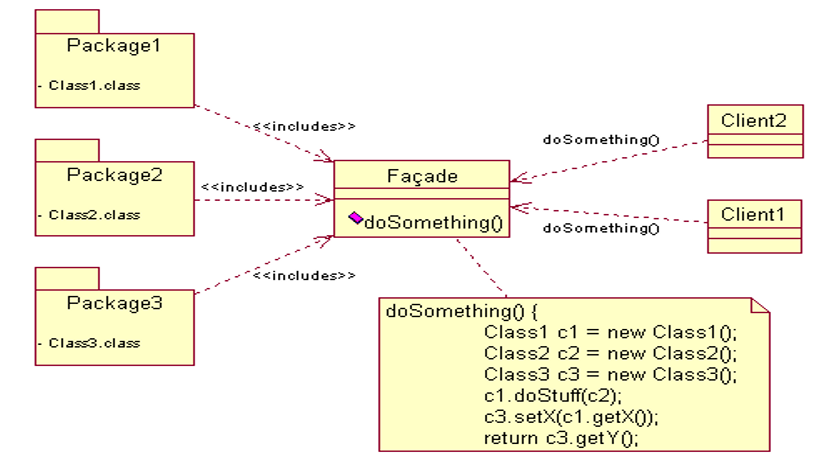 Package1
- Class1.class
<<includes>>
Package2
- Class2.class
<<includes>>
Package3
- Class3.class
<<includes>>
Façade
doSomething()
Client2
doSomething()
Client1
doSomething()
doSomething() {
Class1 c1 = new Class1();
Class2 c2 = new Class2();
Class3 c3 = new Class3();
c1.doStuff(c2);
c3.setX(c1.getX());
return c3.getY();